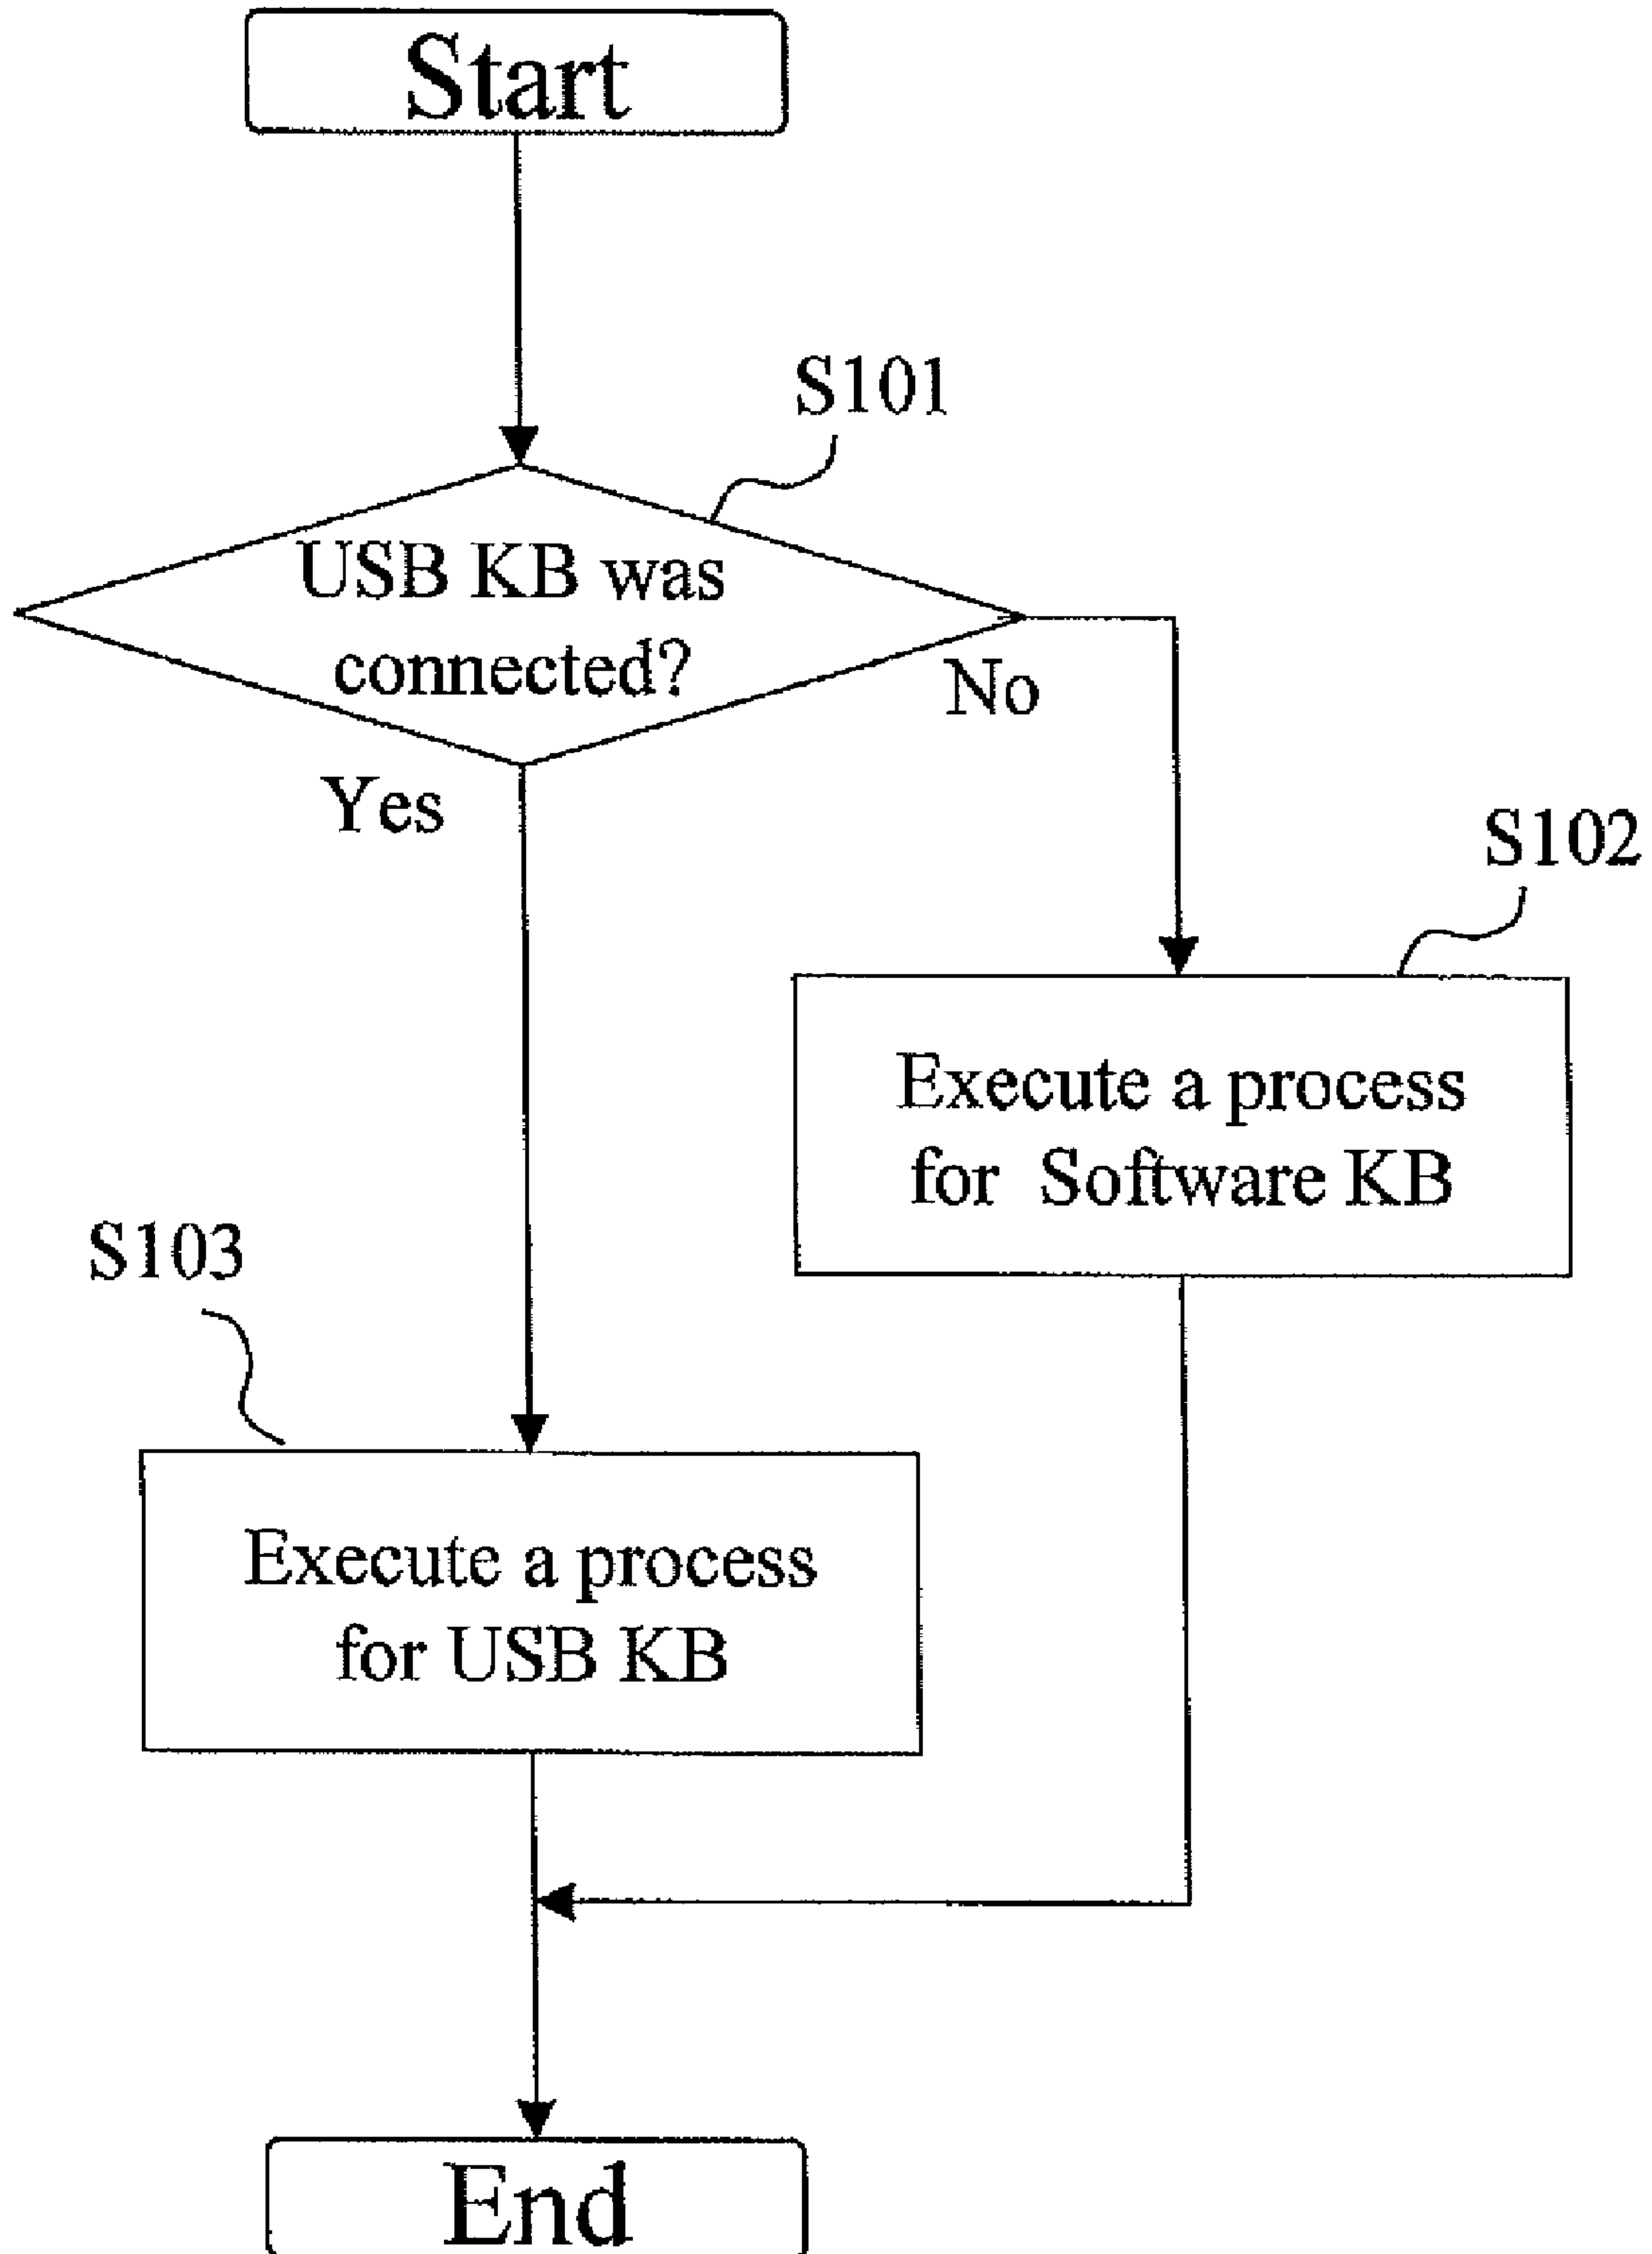 Start
S101
USB KB was
connected?
No
Yes
S102
Execute a process
for Software KB
S103
Execute a process
for USB KB
End